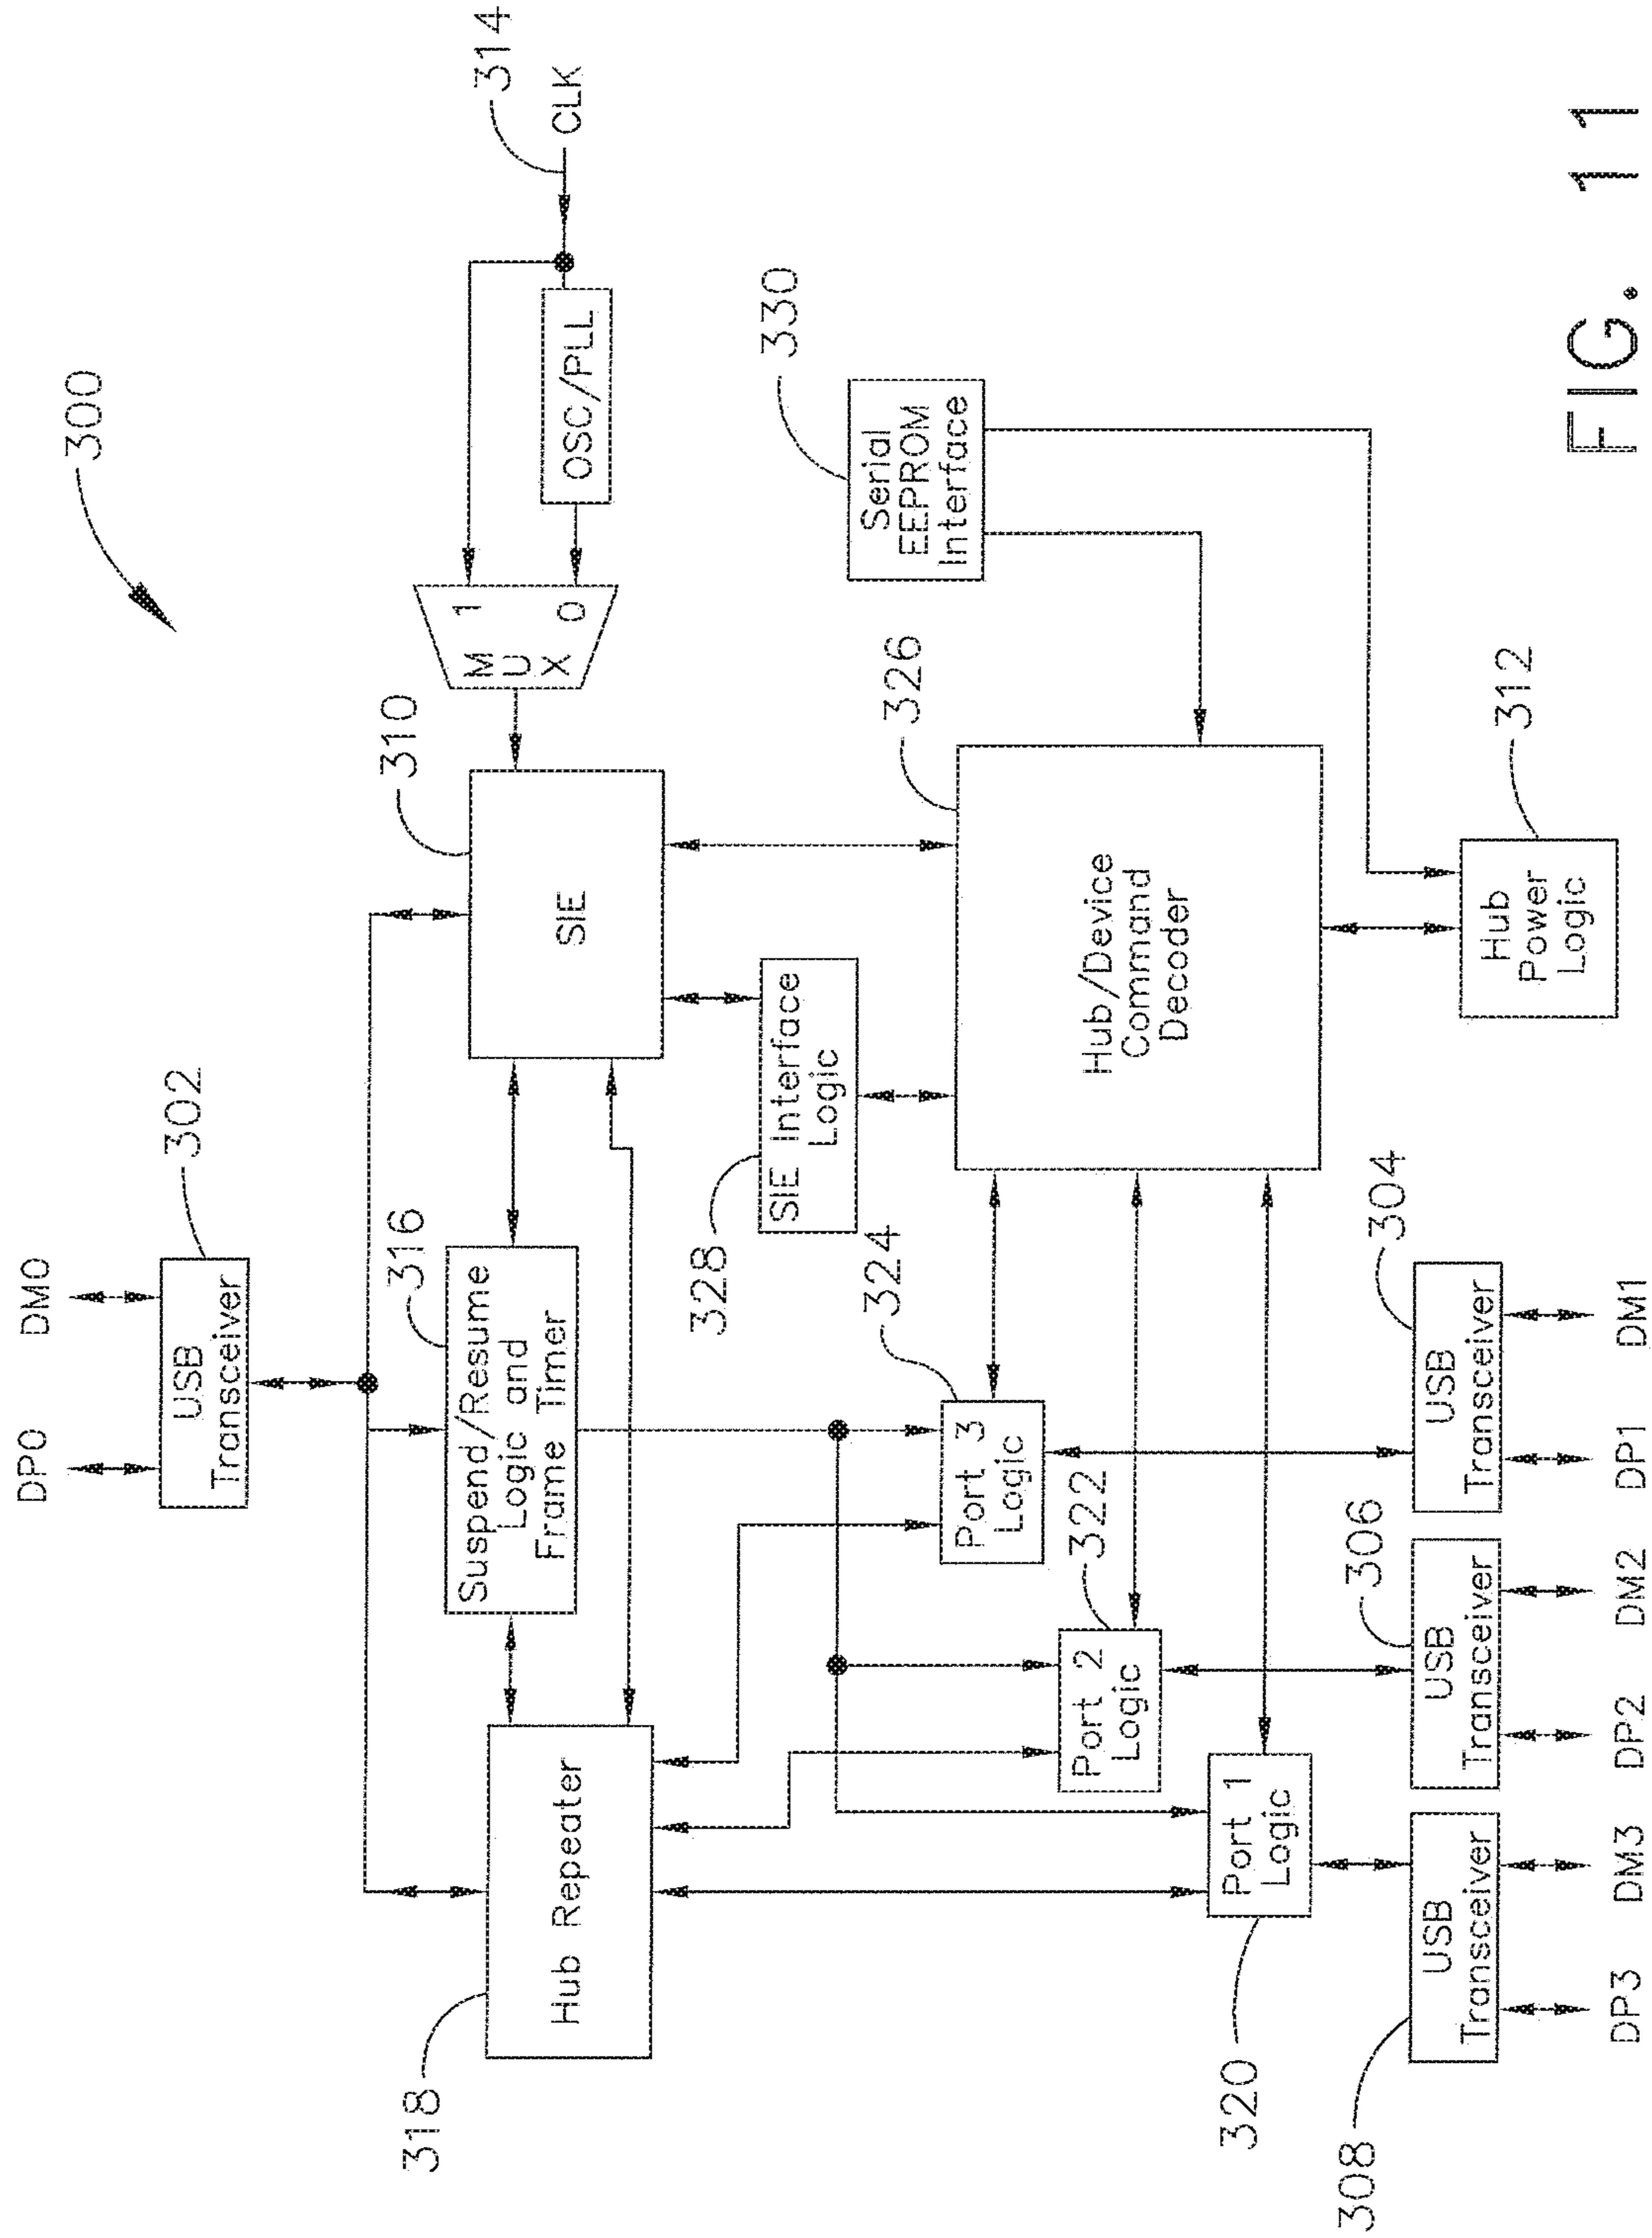 300
DP0
DM0
302
USB
Transceiver
318
Hub Repeater
316
Suspend/Resume
Logic and
Frame Timer
310
SIE
M
U
X
1
0
OSC/PLL
314
CLK
328
SIE Interface
Logic
330
Serial
EEPROM
Interface
324
Port 3
Logic
322
Port 2
Logic
320
Port 1
Logic
326
Hub/Device
Command
Decoder
312
Hub
Power
Logic
308
USB
Transceiver
306
USB
Transceiver
304
USB
Transceiver
DP3
DM3
DP2
DM2
DP1
DM1
FIG. 11